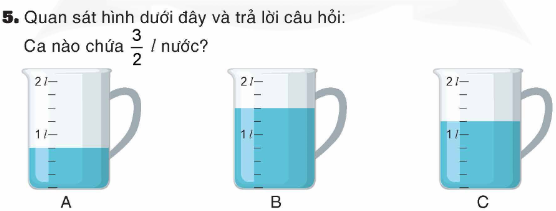 5. Quan sát hình dưới đây và trả lời câu hỏi:
Ca nào chứa 3/2 l nước?
2 l 2 l 2 l
1 l 1 l 1 l
A B C